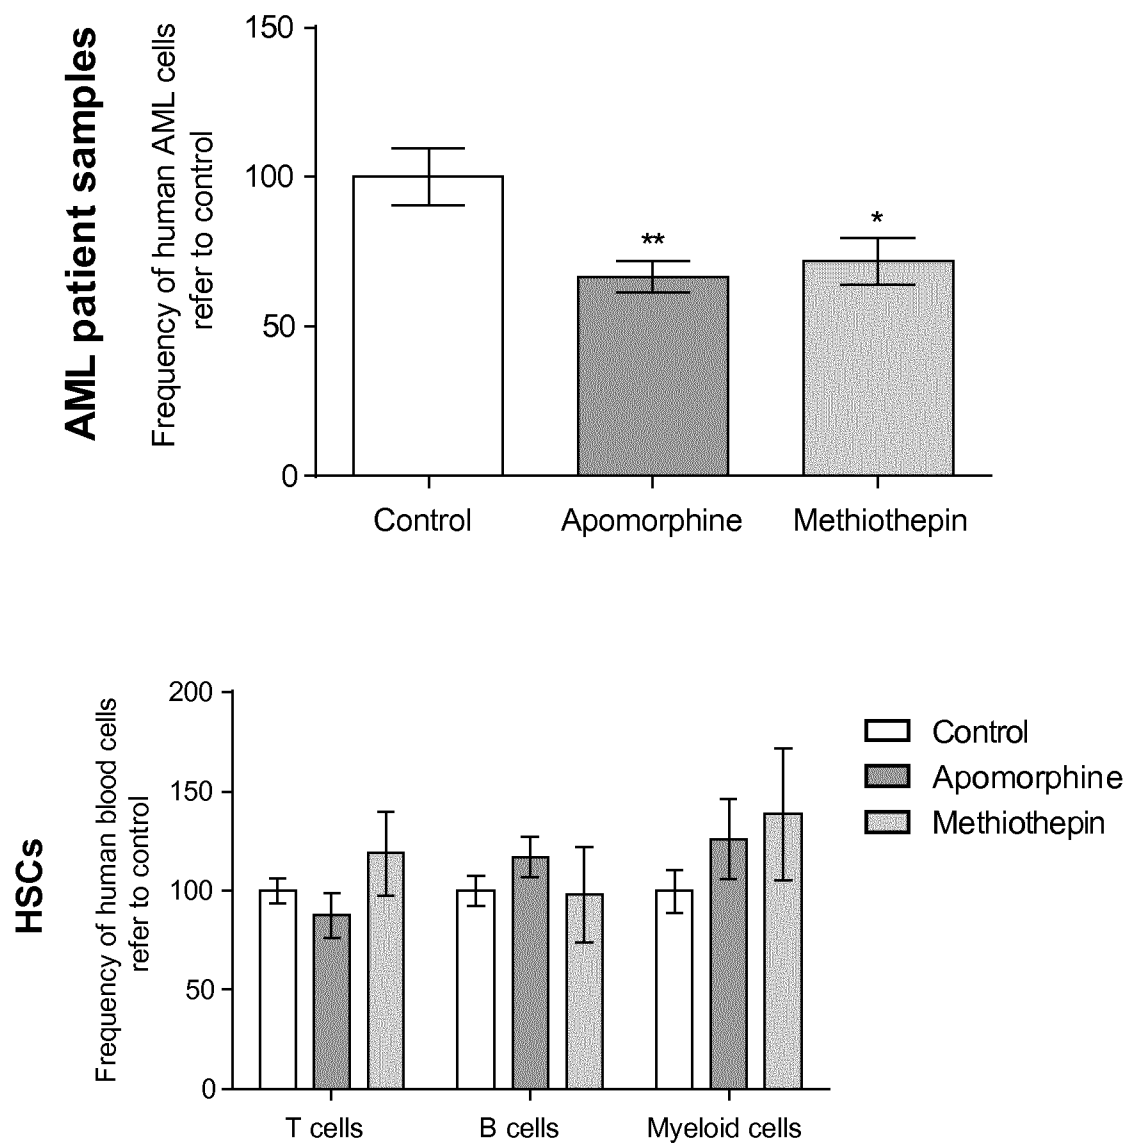 AML patient samples
Frequency of human AML cells
refer to control
150
100
50
0
**
*
Control
Apomorphine
Methiothepin
HSCs
Frequency of human blood cells
refer to control
200
150
100
50
0
T cells
B cells
Myeloid cells
Control
Apomorphine
Methiothepin